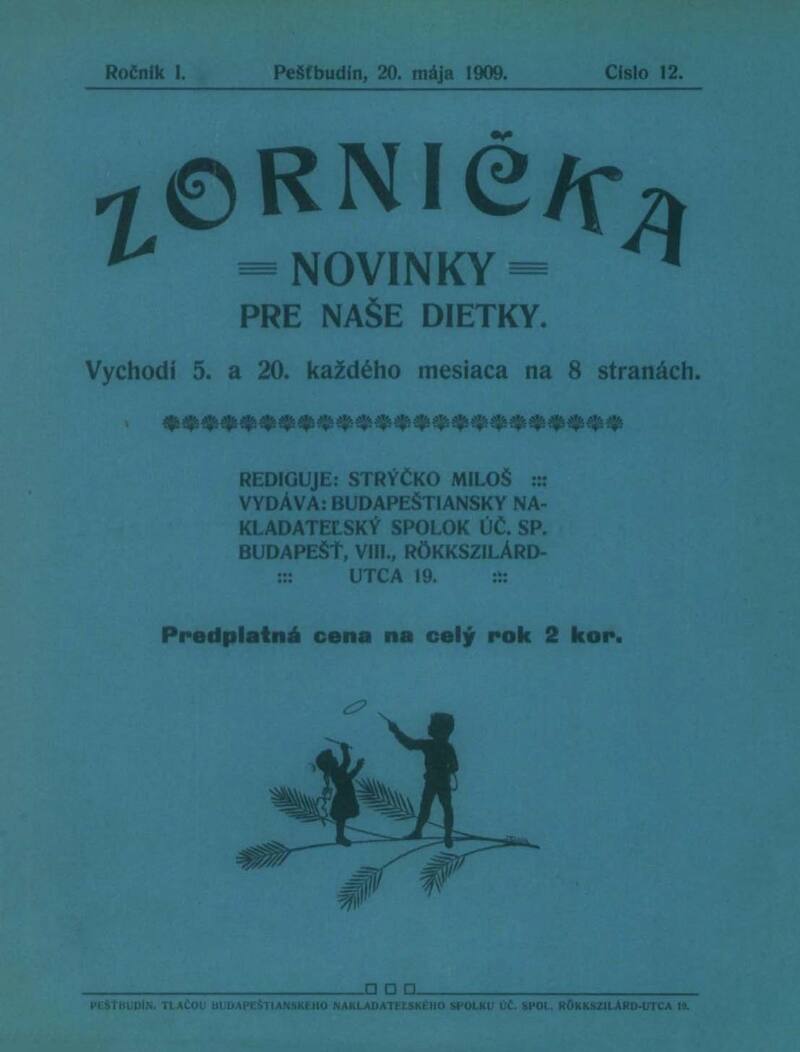 Ročník I. Pešťbudín, 20. mája 1909. Číslo 12.
ZORNIČKA
NOVINKY
PRE NAŠE DIETKY.
Vychodí 5. a 20. každého mesiaca na 8 stranách.
REDIGUJE: STRÝČKO MILOŠ :::
VYDÁVA: BUDAPEŠTIANSKY NA-
KLADATEĽSKÝ SPOLOK ÚČ. SP.
BUDAPEŠŤ, VIII., RÖKKSZILÁRD-
::: UTCA 19. :::
Predplatná cena na celý rok 2 kor.
PEŠŤBUDÍN. TLAČOU BUDAPEŠTIANSKEHO NAKLADATEĽSKÉHO SPOLKU ÚČ. SPOL. RÖKKSZILÁRD-UTCA 19.